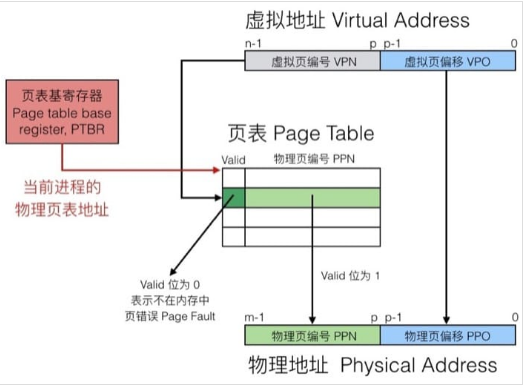 虚拟地址 Virtual Address
n-1 p p-1 0
虚拟页编号 VPN 虚拟页偏移 VPO
页表基寄存器
Page table base
register, PTBR
页表 Page Table
Valid 物理页编号 PPN
当前进程的
物理页表地址
Valid 位为 0
表示不在内存中
页错误 Page Fault
Valid 位为 1
m-1 p p-1 0
物理页编号 PPN 物理页偏移 PPO
物理地址 Physical Address